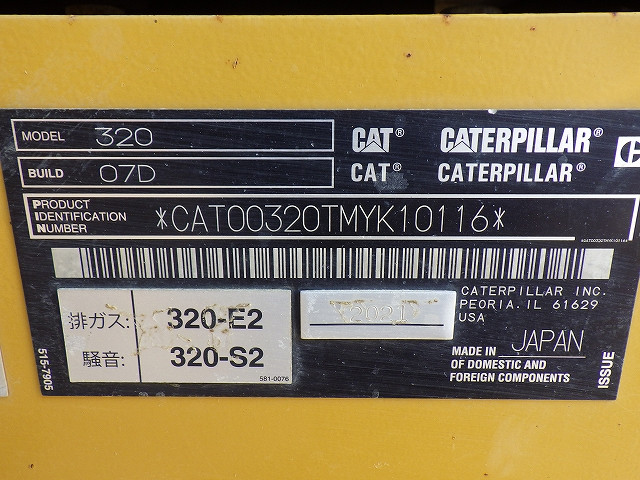 MODEL 320
BUILD 07D
CAT® CATERPILLAR®
CAT® CATERPILLAR®
PRODUCT
IDENTIFICATION
NUMBER
*CAT00320TMYK10116*
*CAT00320TMYK10116*
CATERPILLAR INC.
PEORIA, IL 61629
USA
排ガス: 320-E2
騒音: 320-S2
581-0076
2021
MADE IN JAPAN
OF DOMESTIC AND
FOREIGN COMPONENTS
515-7905
ISSUE